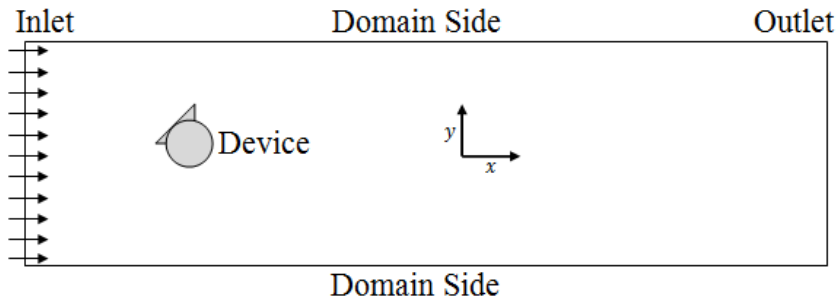 Inlet
Domain Side
Outlet
Device
y
x
Domain Side